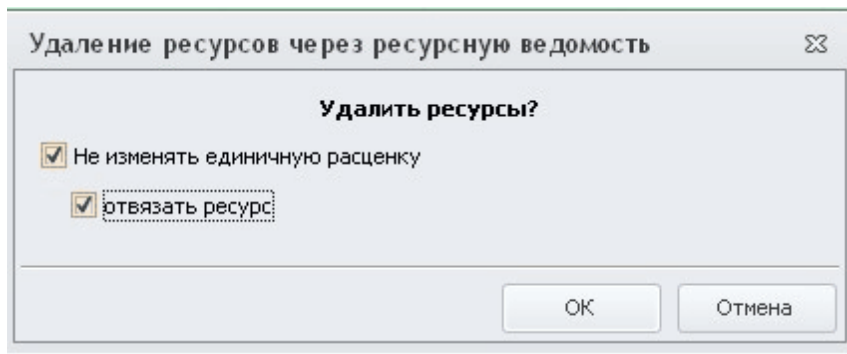 Удаление ресурсов через ресурсную ведомость
Удалить ресурсы?
Не изменять единичную расценку
отвязать ресурс
ОК
Отмена